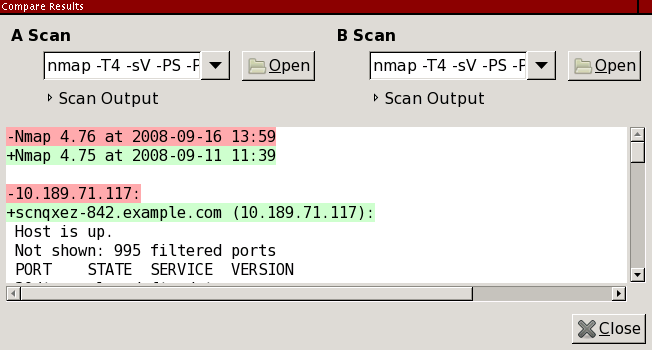 Compare Results
A Scan
B Scan
nmap -T4 -sV -PS -F
Open
nmap -T4 -sV -PS -F
Open
Scan Output
Scan Output
-Nmap 4.76 at 2008-09-16 13:59
+Nmap 4.75 at 2008-09-11 11:39
-10.189.71.117:
+scnqxez-842.example.com (10.189.71.117):
Host is up.
Not shown: 995 filtered ports
PORT STATE SERVICE VERSION
Close